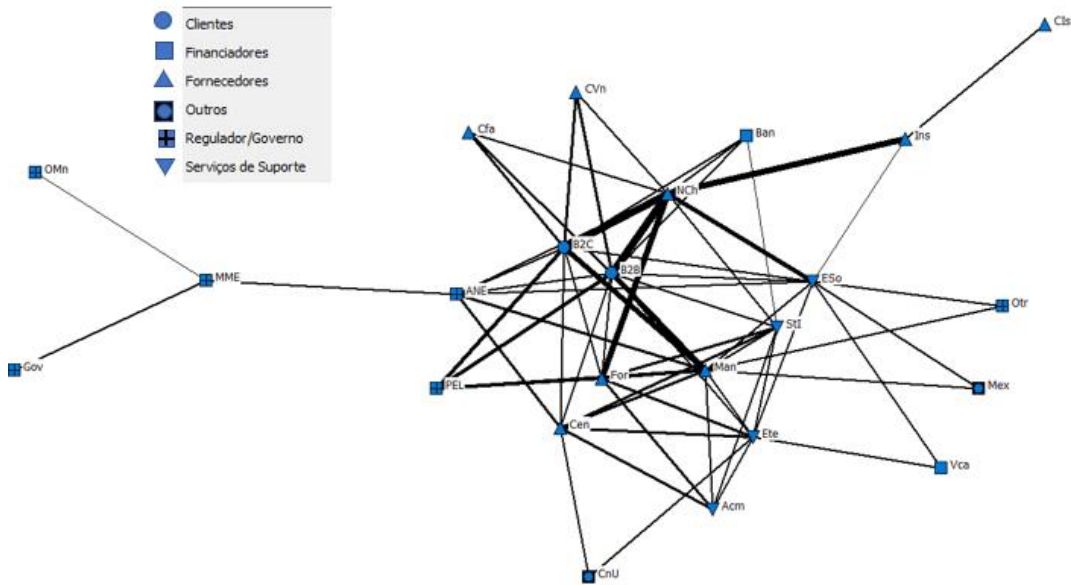 Clientes
Financiadores
Fornecedores
Outros
Regulador/Governo
Serviços de Suporte
CIs
CVn
Cfa
Ban
Ins
OMn
NCh
B2C
B2B
MME
ANE
ESo
Otr
StI
Gov
Man
For
PEL
Mex
Cen
Ete
Vca
Acm
CnU